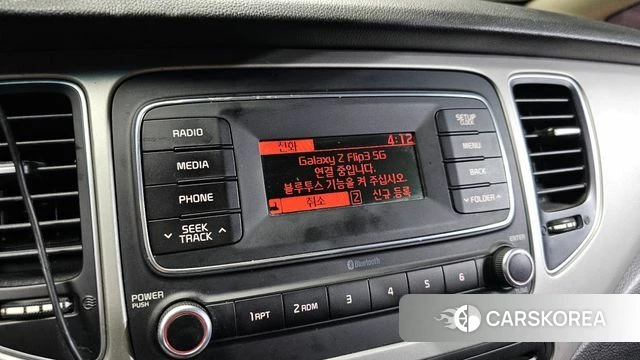 RADIO
MEDIA
PHONE
SEEK
TRACK
전화
4:12
Galaxy Z Flip3 5G
연결 중입니다.
블루투스 기능을 켜 주십시오.
취소
2 신규 등록
SETUP
MENU
BACK
FOLDER
Bluetooth
ENTER
POWER
PUSH
1 RPT
2 RDM
3
4
5
6
CARSKOREA